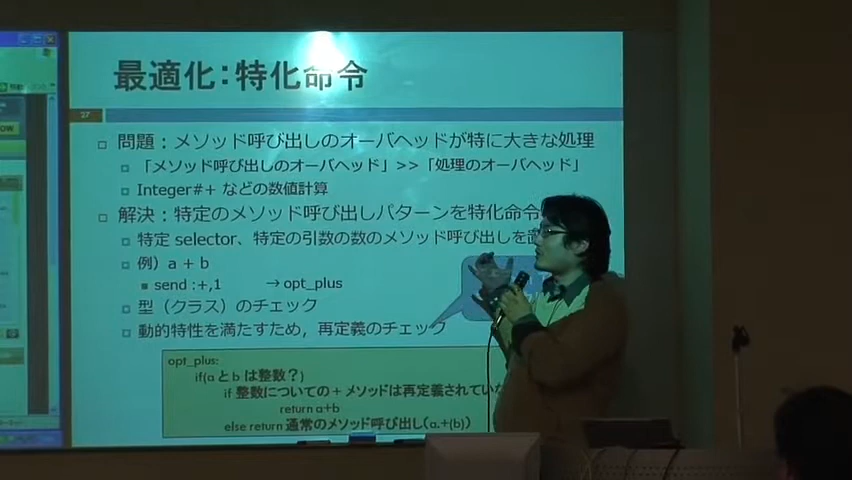 最適化：特化命令
27
問題：メソッド呼び出しのオーバヘッドが特に大きな処理
「メソッド呼び出しのオーバヘッド」>>「処理のオーバヘッド」
Integer#+ などの数値計算
解決：特定のメソッド呼び出しパターンを特化命令
特定 selector、特定の引数の数のメソッド呼び出しを
例）a + b
send :+,1 →opt_plus
型（クラス）のチェック
動的特性を満たすため，再定義のチェック
opt_plus:
if(a と b は整数？)
if 整数についての + メソッドは再定義されていな
return a+b
else return 通常のメソッド呼び出し(a.+(b))